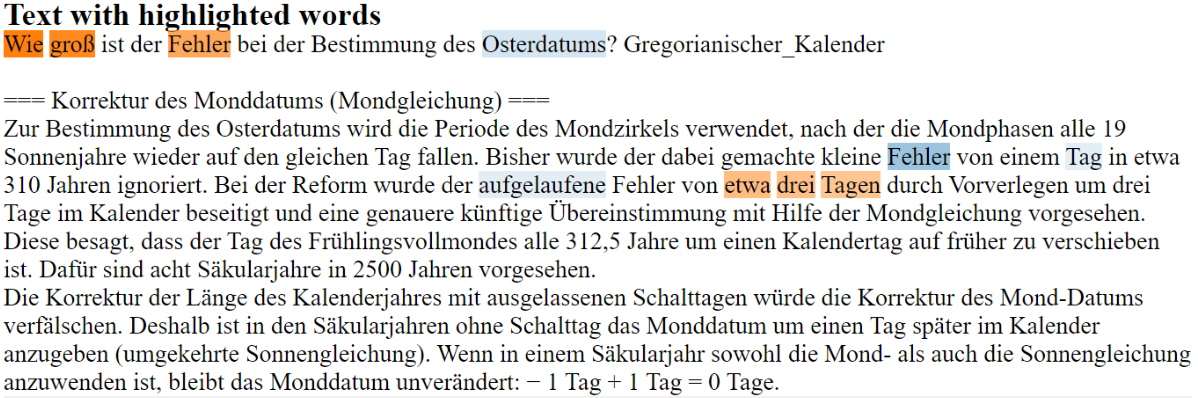 Text with highlighted words
Wie groß ist der Fehler bei der Bestimmung des Osterdatums? Gregorianischer_Kalender
=== Korrektur des Monddatums (Mondgleichung) ===
Zur Bestimmung des Osterdatums wird die Periode des Mondzirkels verwendet, nach der die Mondphasen alle 19
Sonnenjahre wieder auf den gleichen Tag fallen. Bisher wurde der dabei gemachte kleine Fehler von einem Tag in etwa
310 Jahren ignoriert. Bei der Reform wurde der aufgelaufene Fehler von etwa drei Tagen durch Vorverlegen um drei
Tage im Kalender beseitigt und eine genauere künftige Übereinstimmung mit Hilfe der Mondgleichung vorgesehen.
Diese besagt, dass der Tag des Frühlingsvollmondes alle 312,5 Jahre um einen Kalendertag auf früher zu verschieben
ist. Dafür sind acht Säkularjahre in 2500 Jahren vorgesehen.
Die Korrektur der Länge des Kalenderjahres mit ausgelassenen Schalttagen würde die Korrektur des Mond-Datums
verfälschen. Deshalb ist in den Säkularjahren ohne Schalttag das Monddatum um einen Tag später im Kalender
anzugeben (umgekehrte Sonnengleichung). Wenn in einem Säkularjahr sowohl die Mond- als auch die Sonnengleichung
anzuwenden ist, bleibt das Monddatum unverändert: − 1 Tag + 1 Tag = 0 Tage.